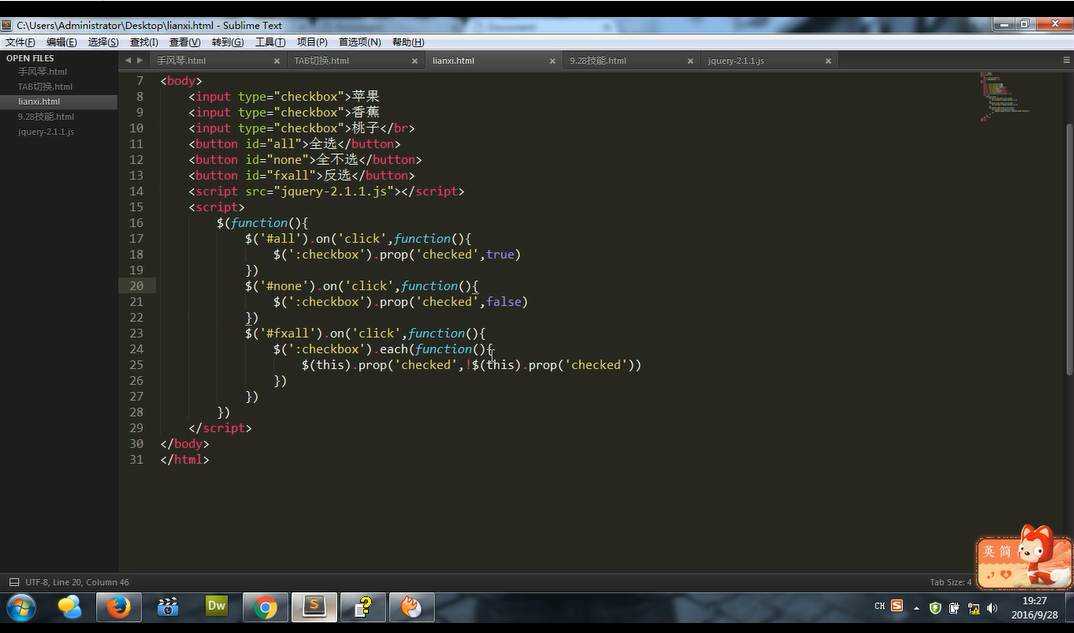 C:\Users\Administrator\Desktop\lianxi.html - Sublime Text
文件(F) 编辑(E) 选择(S) 查找(I) 查看(V) 转到(G) 工具(T) 项目(P) 首选项(N) 帮助(H)
OPEN FILES
手风琴.html
TAB切换.html
lianxi.html
9.28技能.html
jquery-2.1.1.js
手风琴.html × TAB切换.html × lianxi.html × 9.28技能.html × jquery-2.1.1.js ×
7 <body>
8 <input type="checkbox">苹果
9 <input type="checkbox">香蕉
10 <input type="checkbox">桃子</br>
11 <button id="all">全选</button>
12 <button id="none">全不选</button>
13 <button id="fxall">反选</button>
14 <script src="jquery-2.1.1.js"></script>
15 <script>
16 $(function(){
17 $('#all').on('click',function(){
18 $(':checkbox').prop('checked',true)
19 })
20 $('#none').on('click',function(){
21 $(':checkbox').prop('checked',false)
22 })
23 $('#fxall').on('click',function(){
24 $(':checkbox').each(function(){
25 $(this).prop('checked',!$(this).prop('checked'))
26 })
27 })
28 })
29 </script>
30 </body>
31 </html>
英 简
UTF-8, Line 20, Column 46
Tab Size: 4
Dw
S
CH
S
19:27
2016/9/28